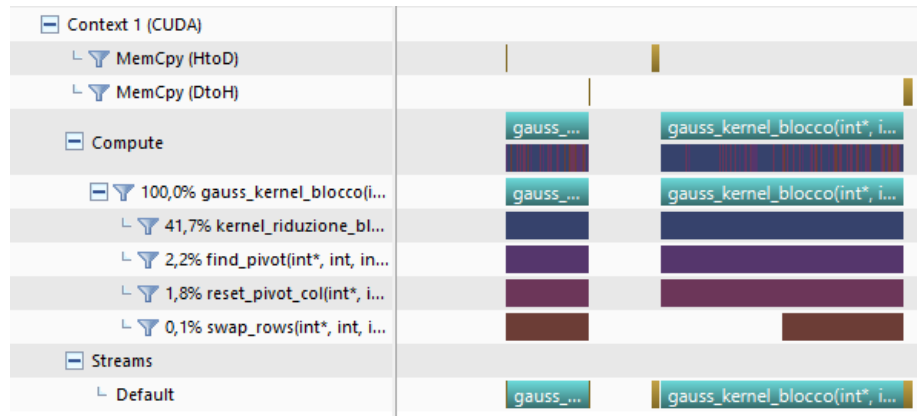 Context 1 (CUDA)
MemCpy (HtoD)
MemCpy (DtoH)
Compute
gauss_...
gauss_kernel_blocco(int*, i...
100,0% gauss_kernel_blocco(i...
gauss_...
gauss_kernel_blocco(int*, i...
41,7% kernel_riduzione_bl...
2,2% find_pivot(int*, int, in...
1,8% reset_pivot_col(int*, i...
0,1% swap_rows(int*, int, i...
Streams
Default
gauss_...
gauss_kernel_blocco(int*, i...